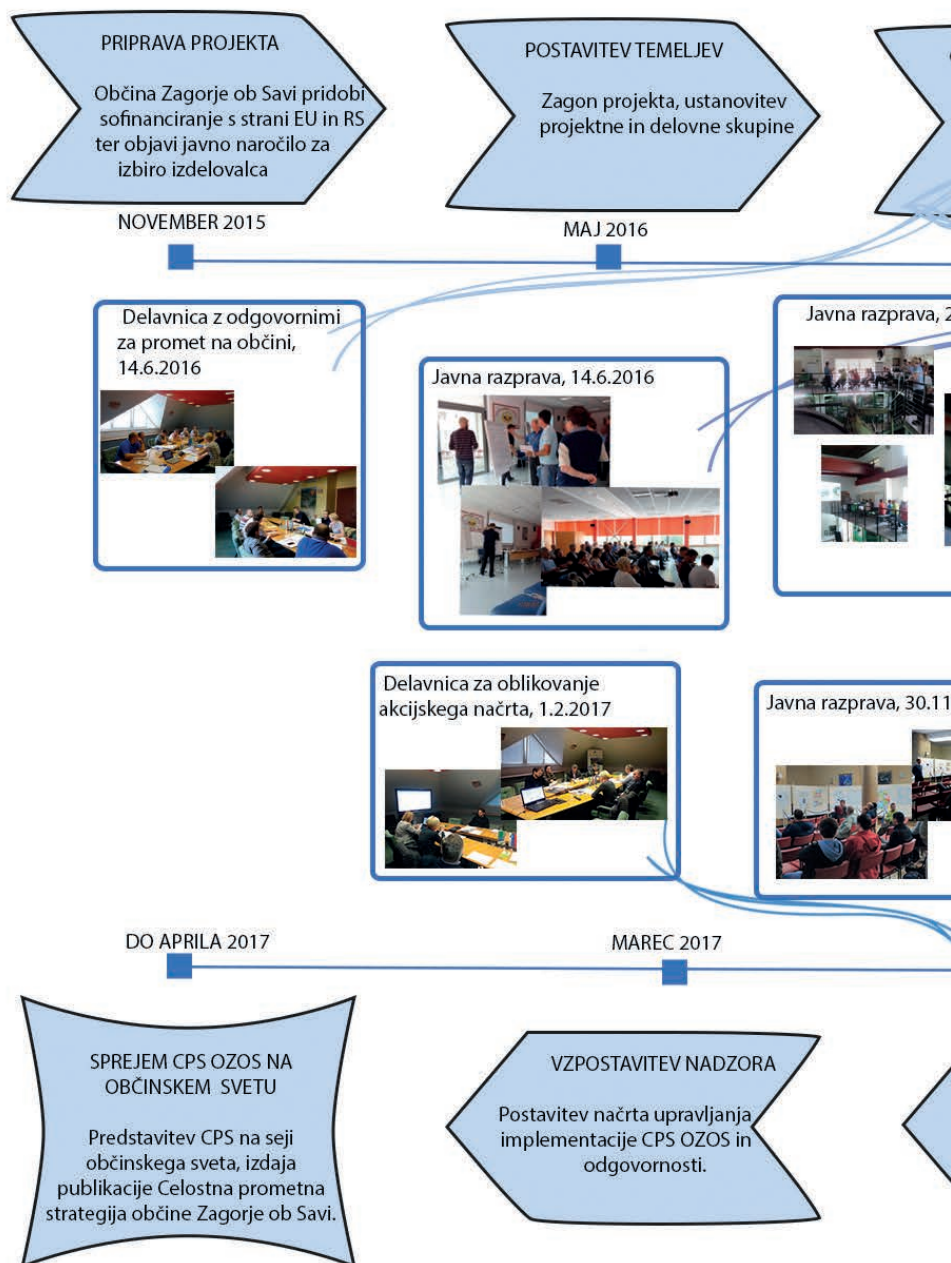 PRIPRAVA PROJEKTA
Občina Zagorje ob Savi pridobi
sofinanciranje s strani EU in RS
ter objavi javno naročilo za
izbiro izdelovalca
POSTAVITEV TEMELJEV
Zagon projekta, ustanovitev
projektne in delovne skupine
NOVEMBER 2015
MAJ 2016
Delavnica z odgovornimi
za promet na občini,
14.6.2016
Javna razprava, 14.6.2016
Javna razprava, 2
Delavnica za oblikovanje
akcijskega načrta, 1.2.2017
Javna razprava, 30.11
DO APRILA 2017
MAREC 2017
SPREJEM CPS OZOS NA
OBČINSKEM SVETU
Predstavitev CPS na seji
občinskega sveta, izdaja
publikacije Celostna prometna
strategija občine Zagorje ob Savi.
VZPOSTAVITEV NADZORA
Postavitev načrta upravljanja
implementacije CPS OZOS in
odgovornosti.